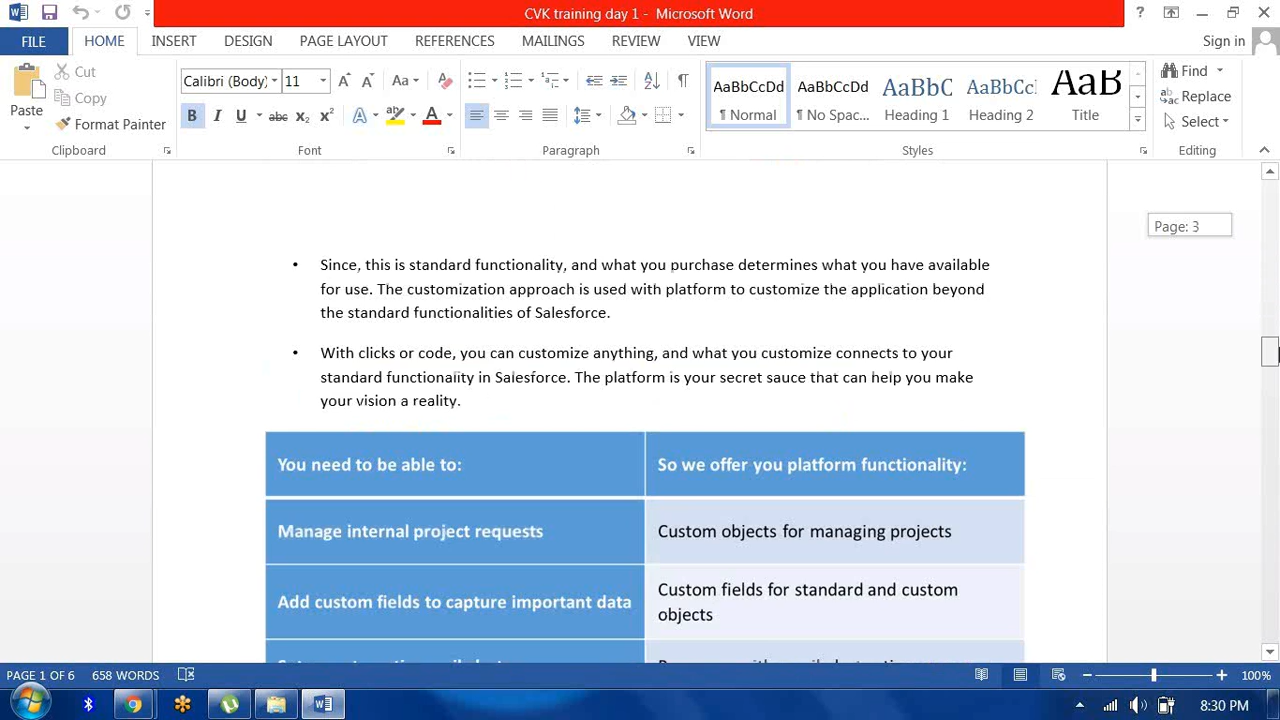 CVK training day 1 - Microsoft Word
FILE HOME INSERT DESIGN PAGE LAYOUT REFERENCES MAILINGS REVIEW VIEW Sign in
Paste Cut
Copy
Format Painter
Clipboard
Calibri (Body) 11
Font
Paragraph
AaBbCcDd AaBbCcDd AaBbC AaBbCc AaB
¶ Normal ¶ No Spac... Heading 1 Heading 2 Title
Styles
Find
Replace
Select
Editing
Page: 3
• Since, this is standard functionality, and what you purchase determines what you have available
for use. The customization approach is used with platform to customize the application beyond
the standard functionalities of Salesforce.
• With clicks or code, you can customize anything, and what you customize connects to your
standard functionality in Salesforce. The platform is your secret sauce that can help you make
your vision a reality.
You need to be able to: So we offer you platform functionality:
Manage internal project requests Custom objects for managing projects
Add custom fields to capture important data Custom fields for standard and custom
objects
PAGE 1 OF 6 658 WORDS 100%
8:30 PM